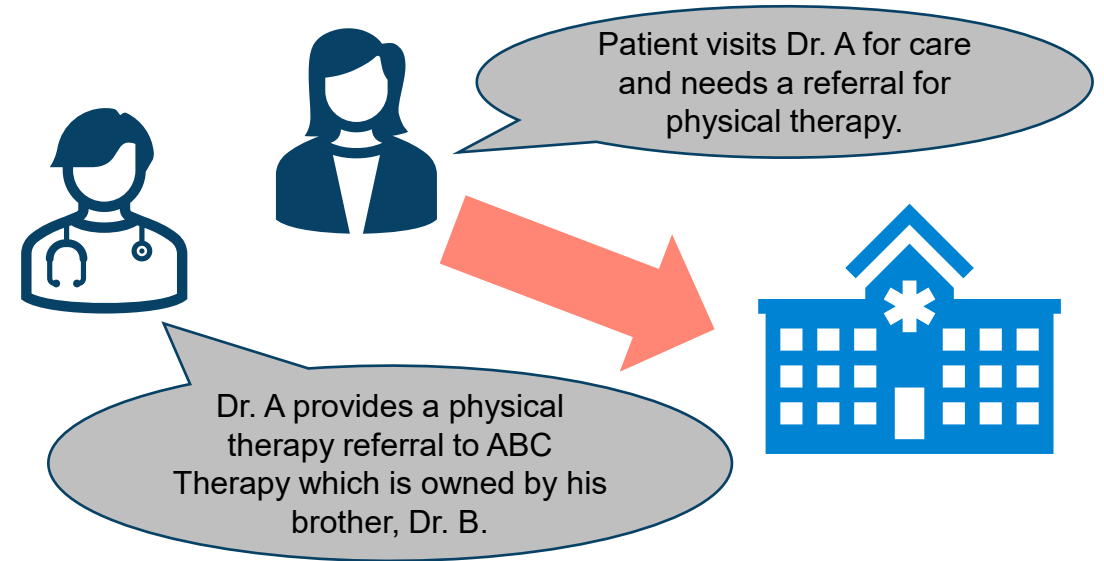 Patient visits Dr. A for care
and needs a referral for
physical therapy.
Dr. A provides a physical
therapy referral to ABC
Therapy which is owned by his
brother, Dr. B.